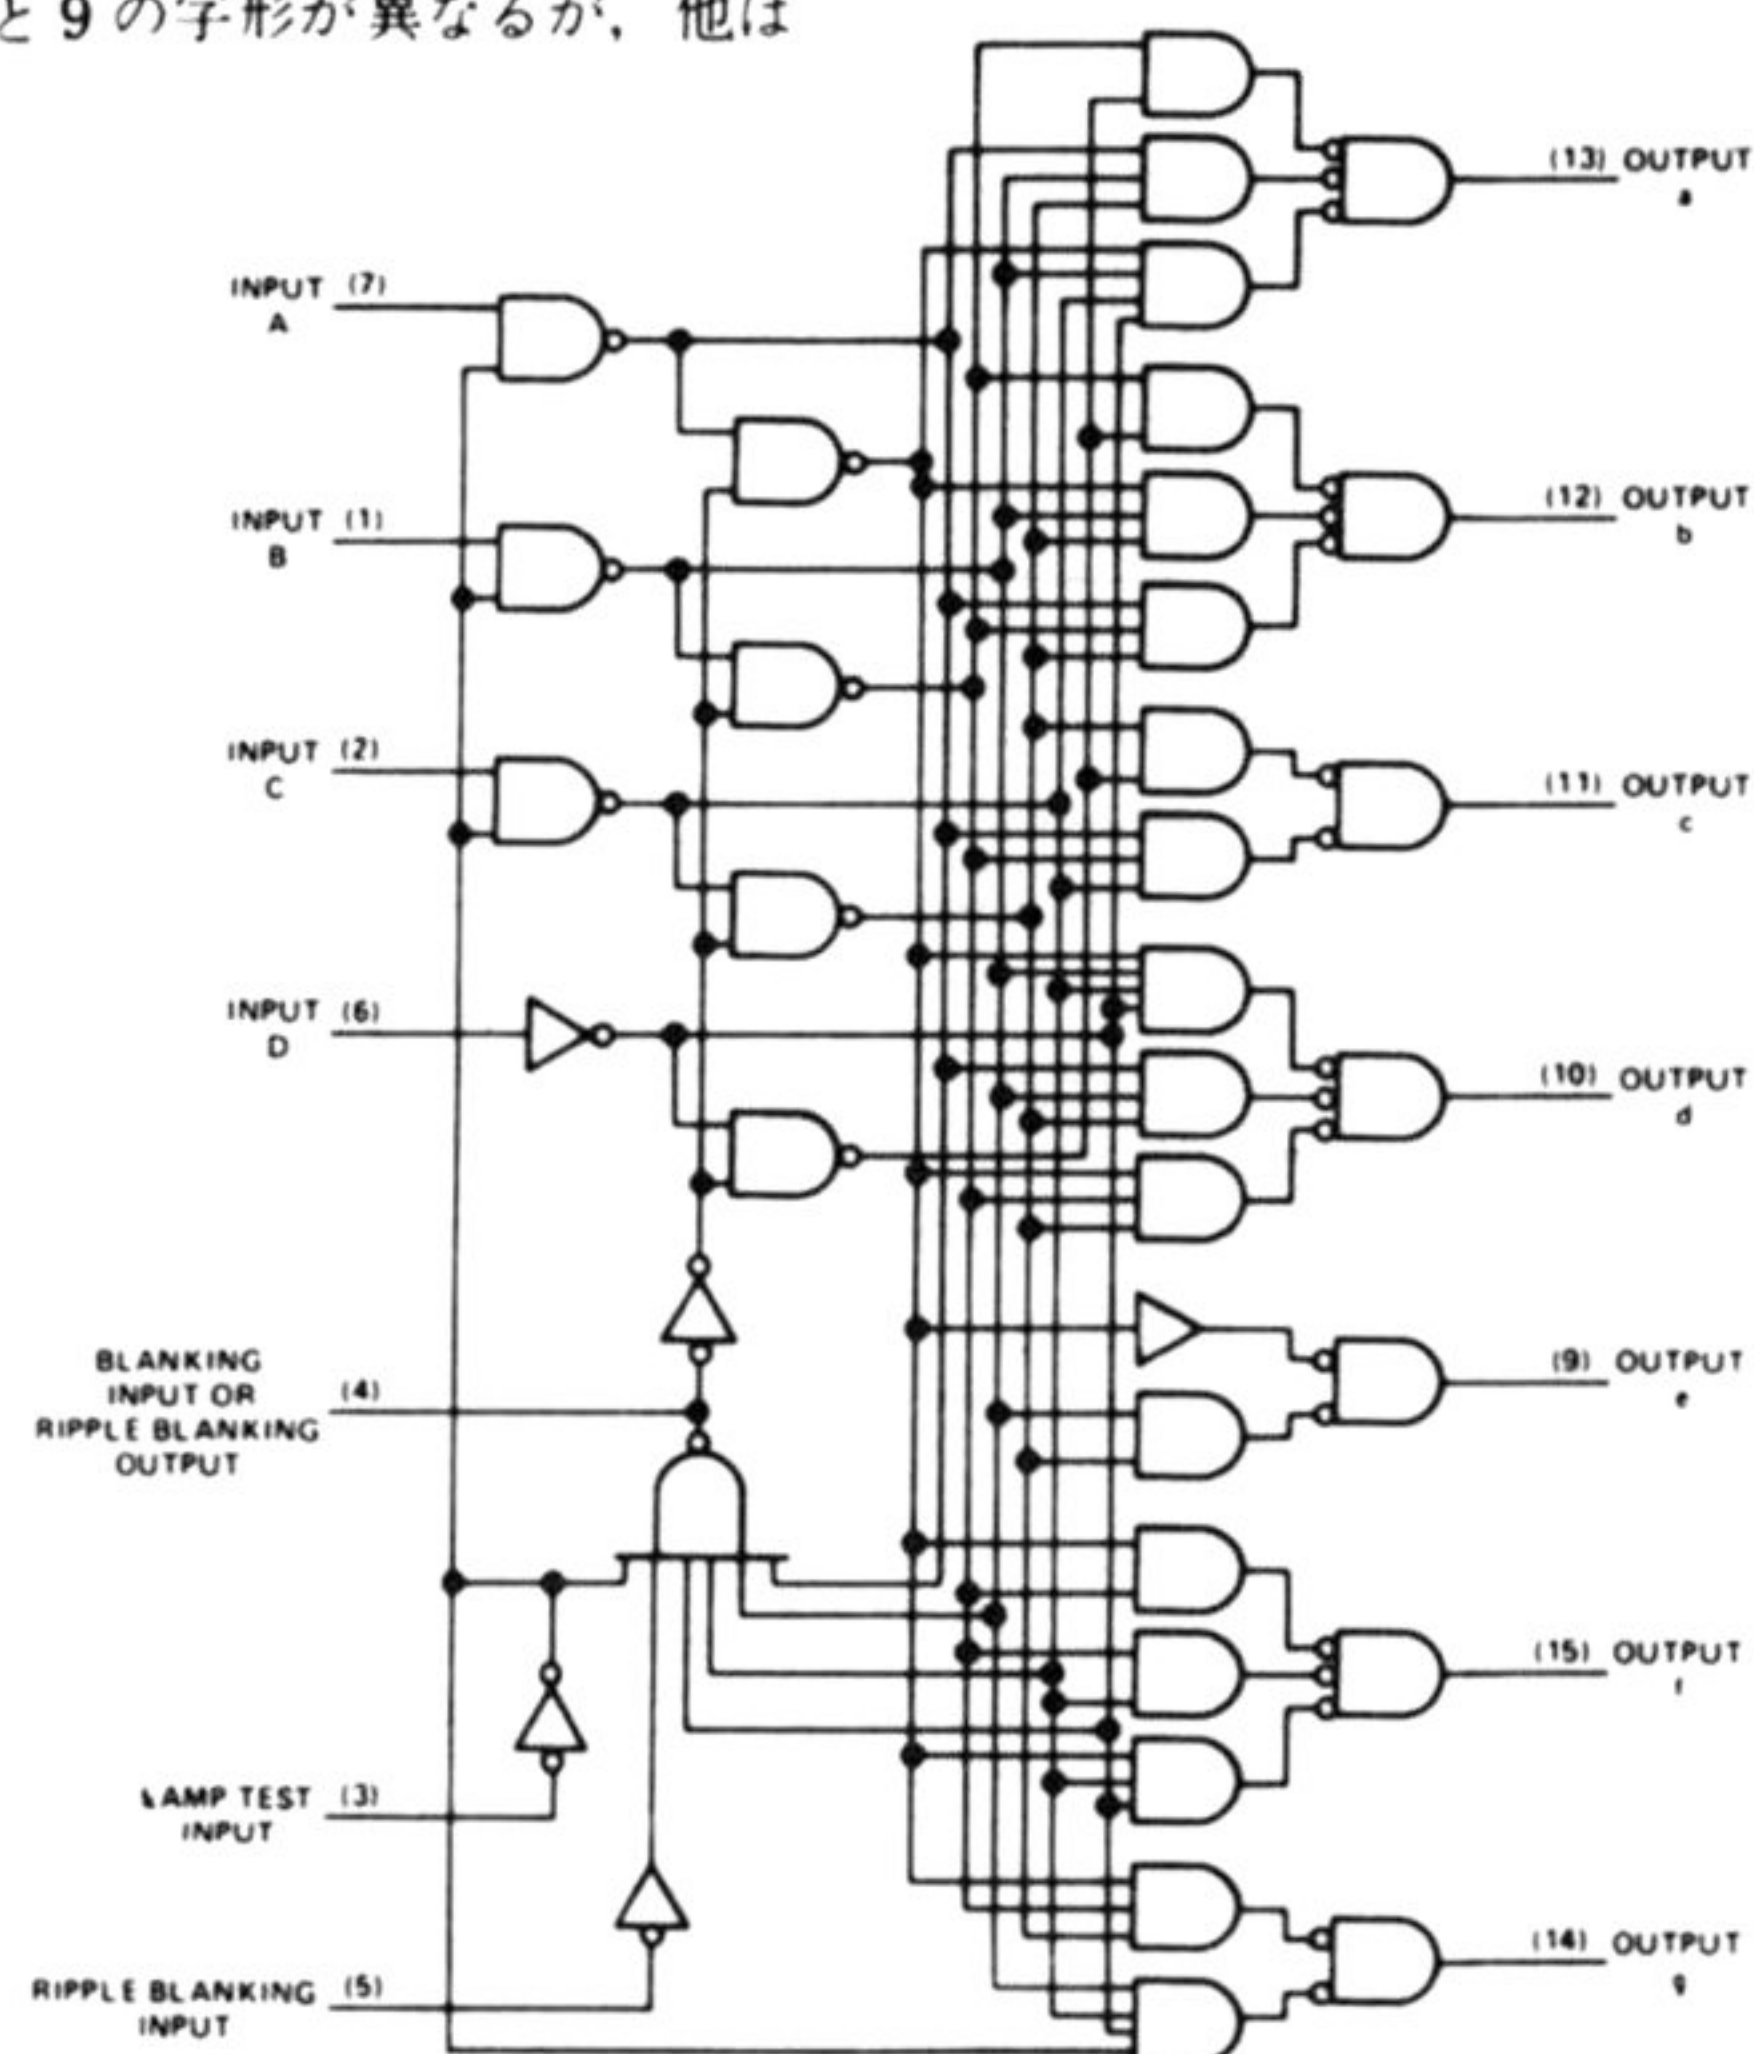 と9の字形が異なるが，他は
(13) OUTPUT
a
INPUT (7)
A
(12) OUTPUT
b
INPUT (1)
B
INPUT (2)
C
(11) OUTPUT
c
INPUT (6)
D
(10) OUTPUT
d
(9) OUTPUT
e
BLANKING
INPUT OR (4)
RIPPLE BLANKING
OUTPUT
(15) OUTPUT
f
LAMP TEST (3)
INPUT
(14) OUTPUT
g
RIPPLE BLANKING (5)
INPUT